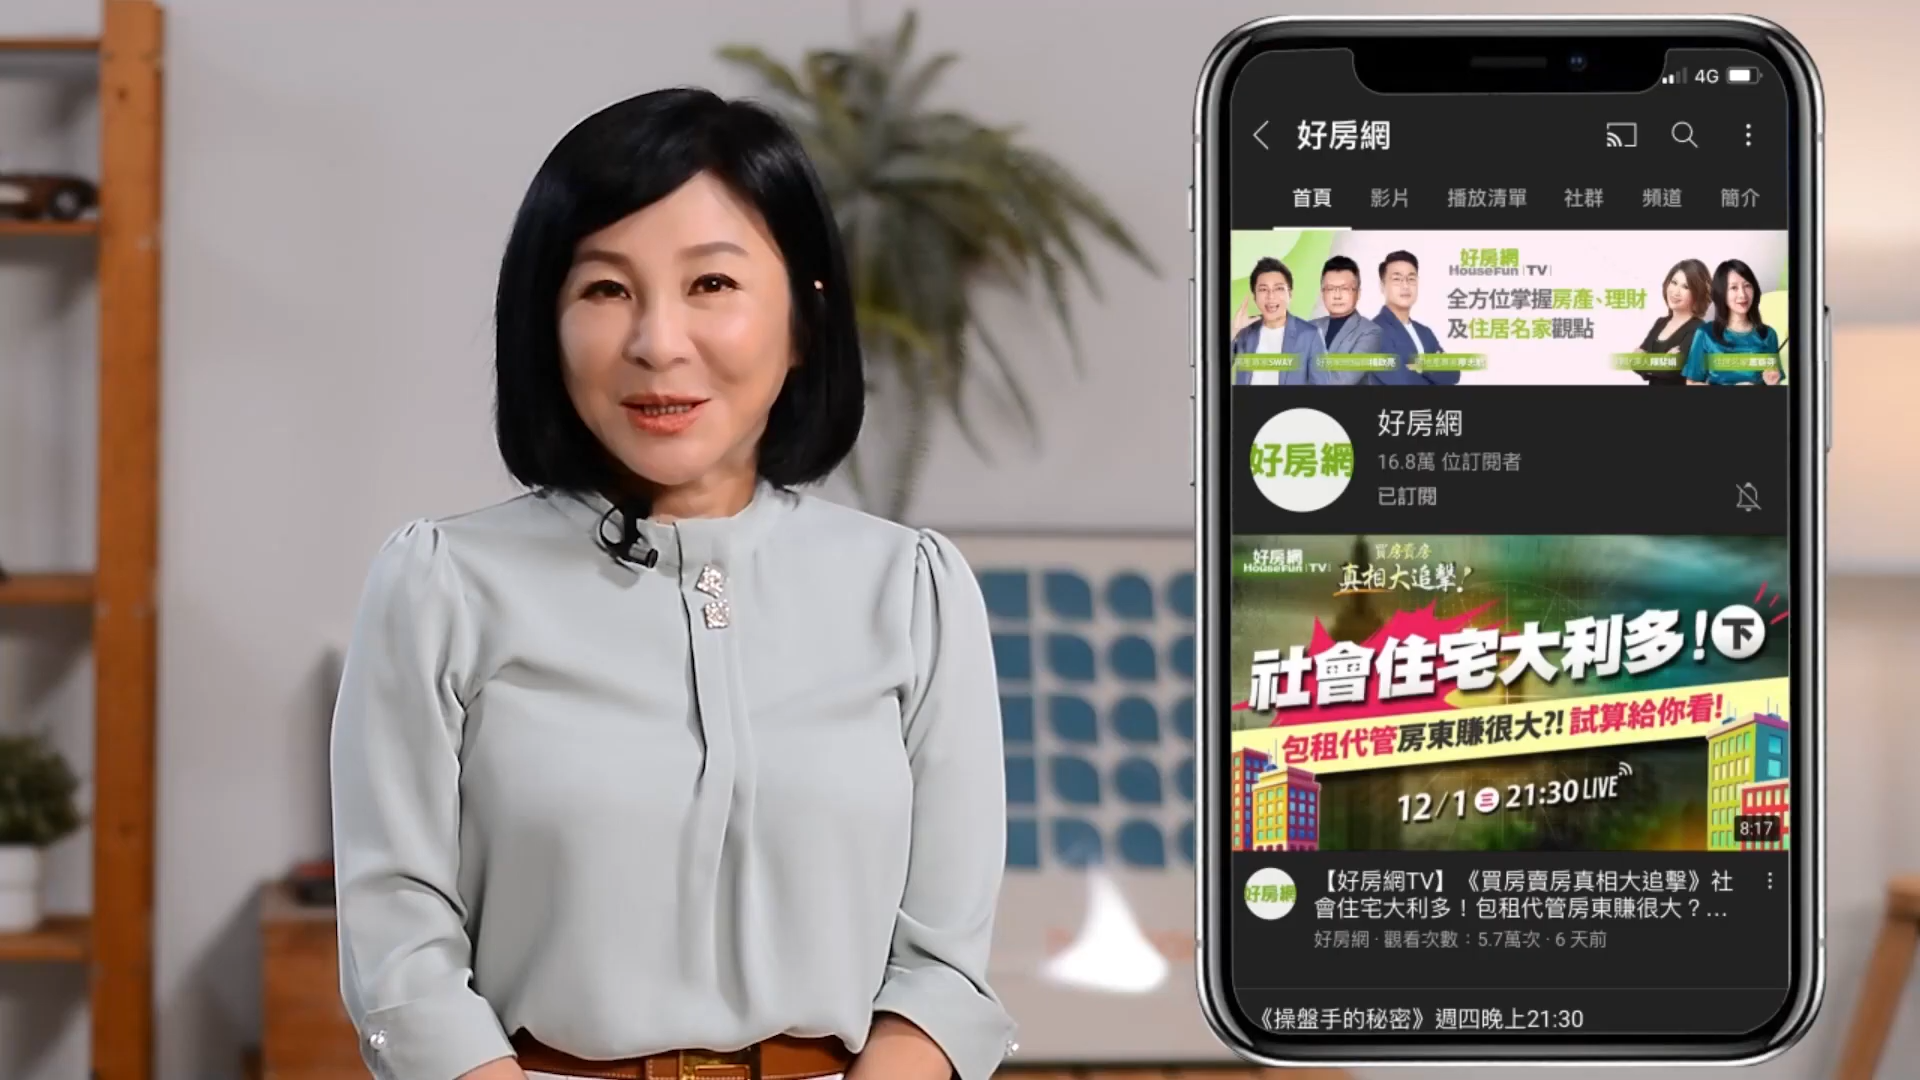 4G
好房網
首頁 影片 播放清單 社群 頻道 簡介
好房網
HouseFun TV
全方位掌握房產、理財
及住居名家觀點
好房網
好房網
16.8萬 位訂閱者
已訂閱
好房網
HouseFun TV
買房賣房
真相大追擊!
社會住宅大利多!下
包租代管房東賺很大?!試算給你看!
12/1 三 21:30 LIVE
8:17
好房網
【好房網TV】《買房賣房真相大追擊》社
會住宅大利多！包租代管房東賺很大？...
好房網 · 觀看次數：5.7萬次 · 6 天前
《操盤手的秘密》週四晚上21:30